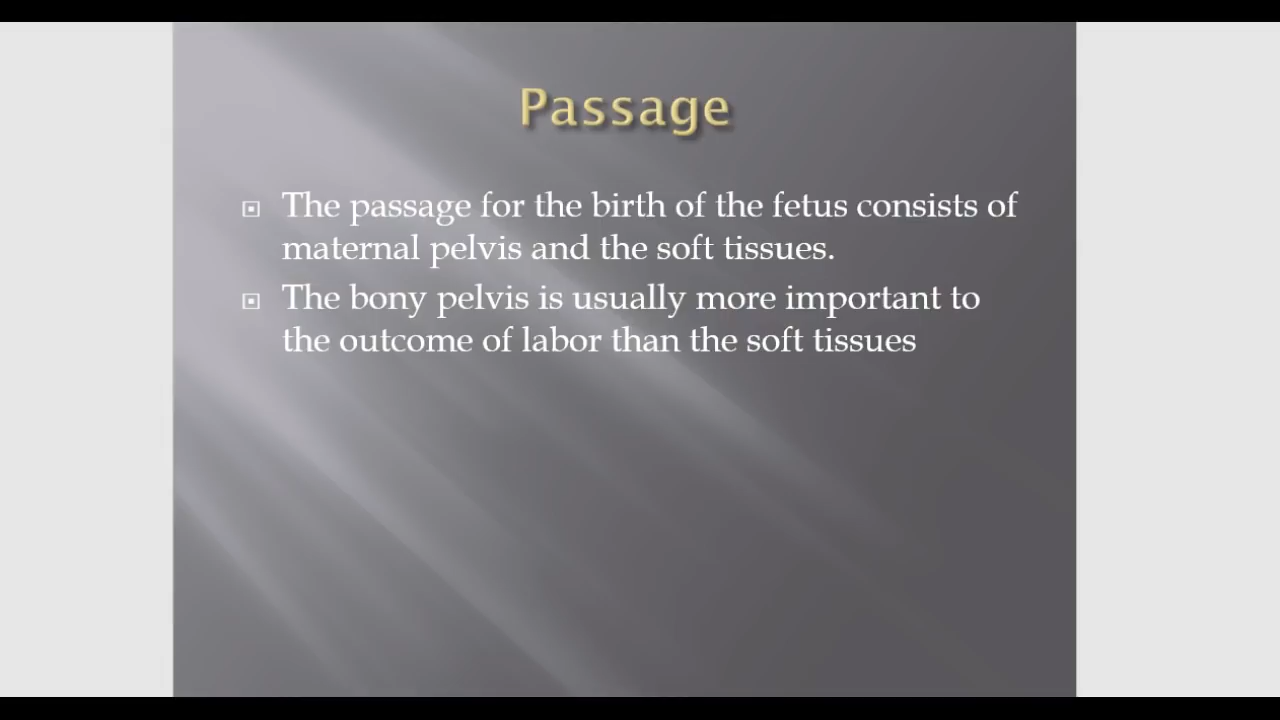 Passage
The passage for the birth of the fetus consists of
maternal pelvis and the soft tissues.
The bony pelvis is usually more important to
the outcome of labor than the soft tissues